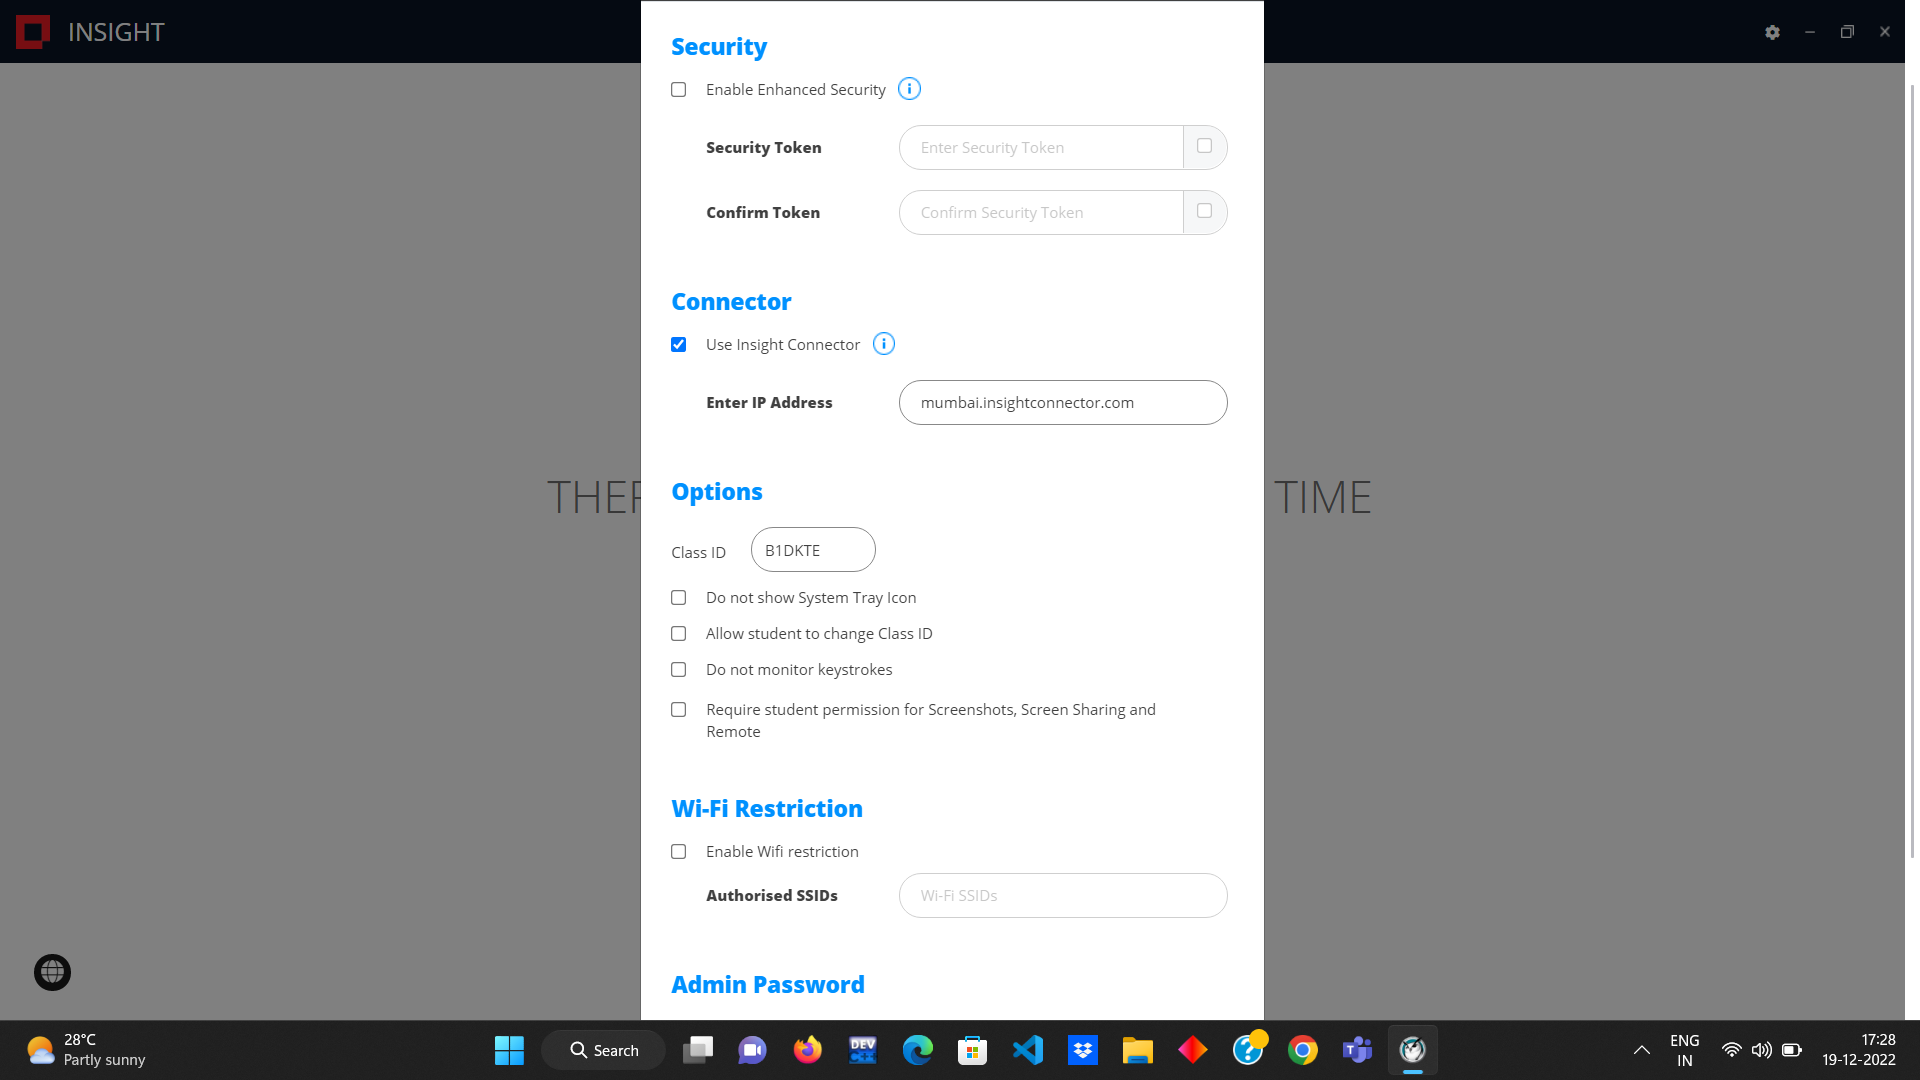 INSIGHT
Security
Enable Enhanced Security
Security Token
Enter Security Token
Confirm Token
Confirm Security Token
Connector
Use Insight Connector
Enter IP Address
mumbai.insightconnector.com
TIME
Options
Class ID
B1DKTE
Do not show System Tray Icon
Allow student to change Class ID
Do not monitor keystrokes
Require student permission for Screenshots, Screen Sharing and
Remote
Wi-Fi Restriction
Enable Wifi restriction
Authorised SSIDs
Wi-Fi SSIDs
Admin Password
28°C
Partly sunny
Search
DEV
ENG
IN
17:28
19-12-2022